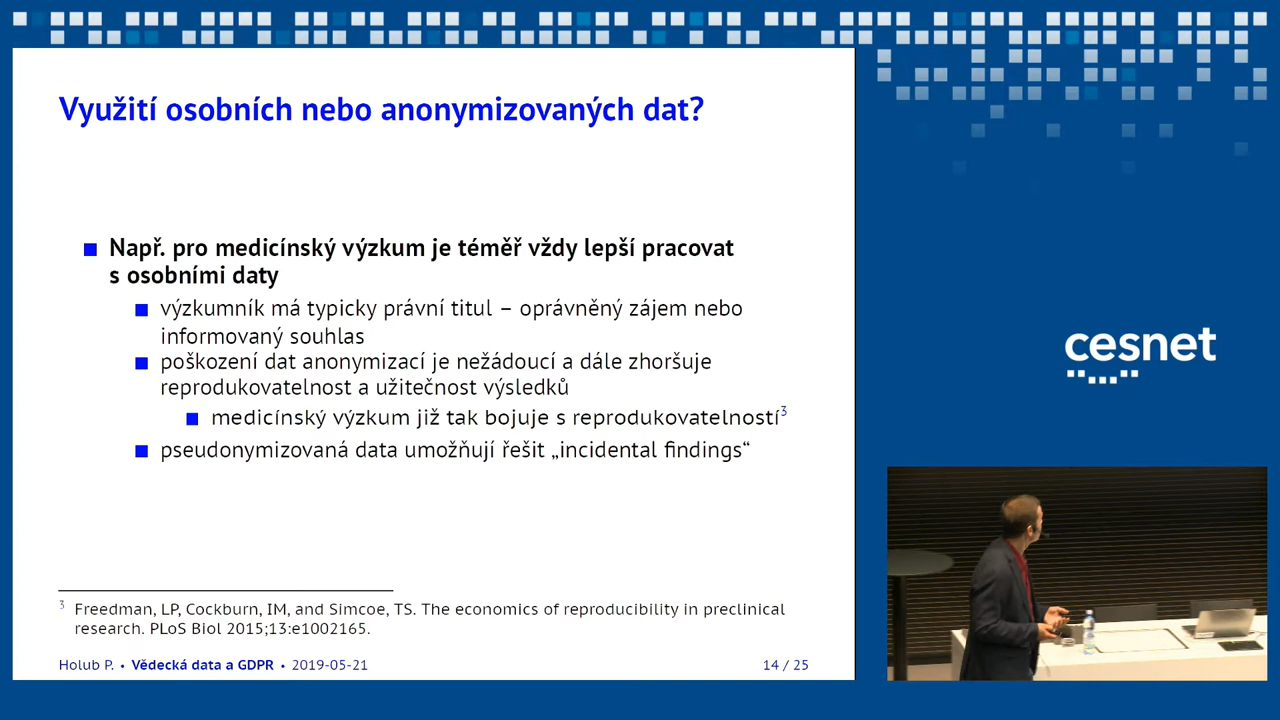 Využití osobních nebo anonymizovaných dat?
Např. pro medicínský výzkum je téměř vždy lepší pracovat
s osobními daty
výzkumník má typicky právní titul – oprávněný zájem nebo
informovaný souhlas
poškození dat anonymizací je nežádoucí a dále zhoršuje
reprodukovatelnost a užitečnost výsledků
medicínský výzkum již tak bojuje s reprodukovatelností3
pseudonymizovaná data umožňují řešit „incidental findings“
3 Freedman, LP, Cockburn, IM, and Simcoe, TS. The economics of reproducibility in preclinical
research. PLoS Biol 2015;13:e1002165.
Holub P. • Vědecká data a GDPR • 2019-05-21
14 / 25
cesnet